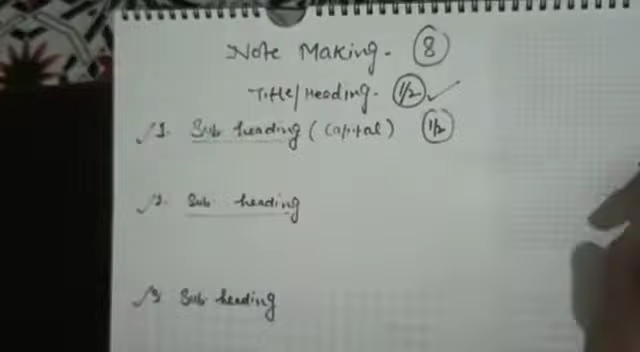 Note Making. 8
Title/Heading. 1/2 ✓
1. Sub heading (Capital) 1/2
2. Sub heading
3. Sub heading